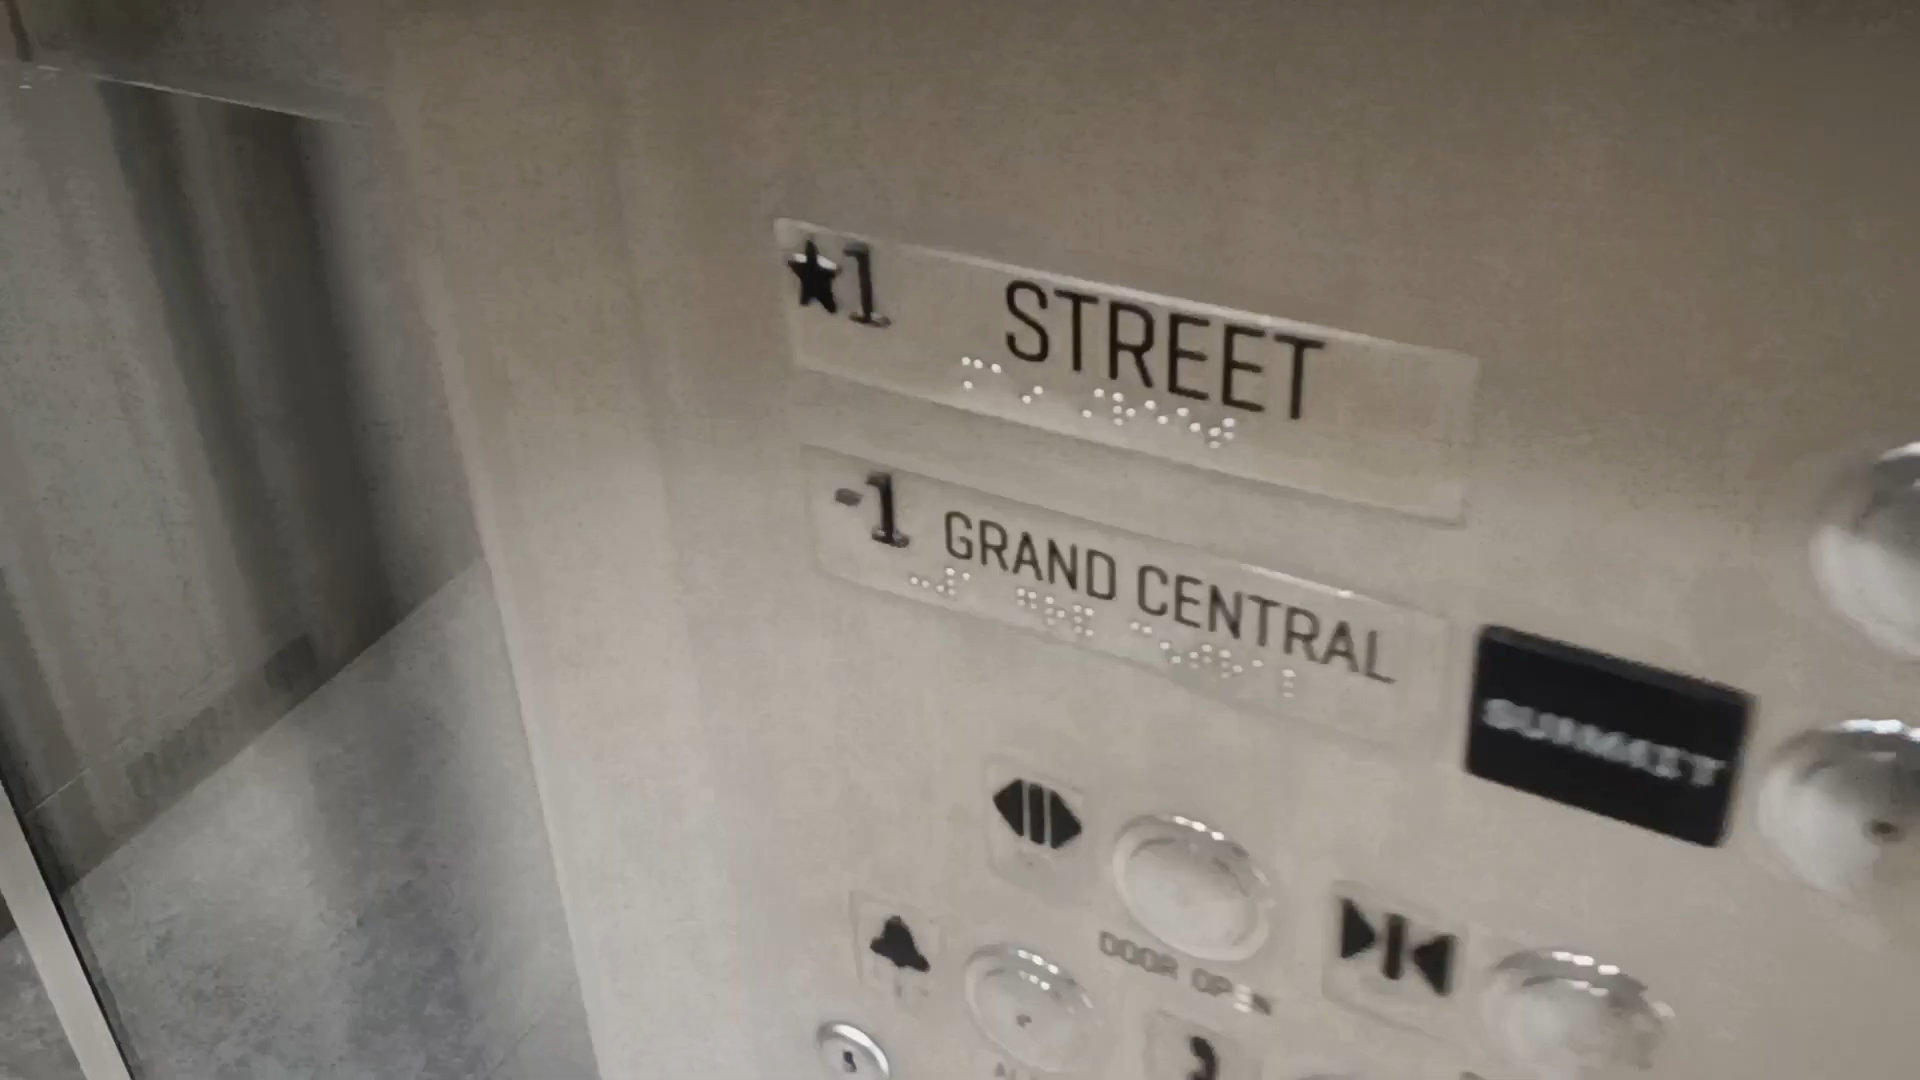 ★1 STREET
-1 GRAND CENTRAL
SUMMIT
DOOR OPEN